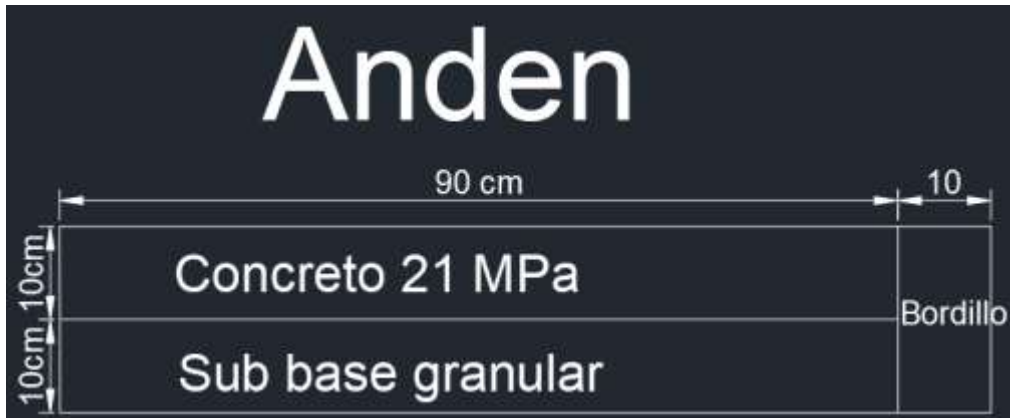 Anden
90 cm
10
10cm
Concreto 21 MPa
Bordillo
10cm
Sub base granular